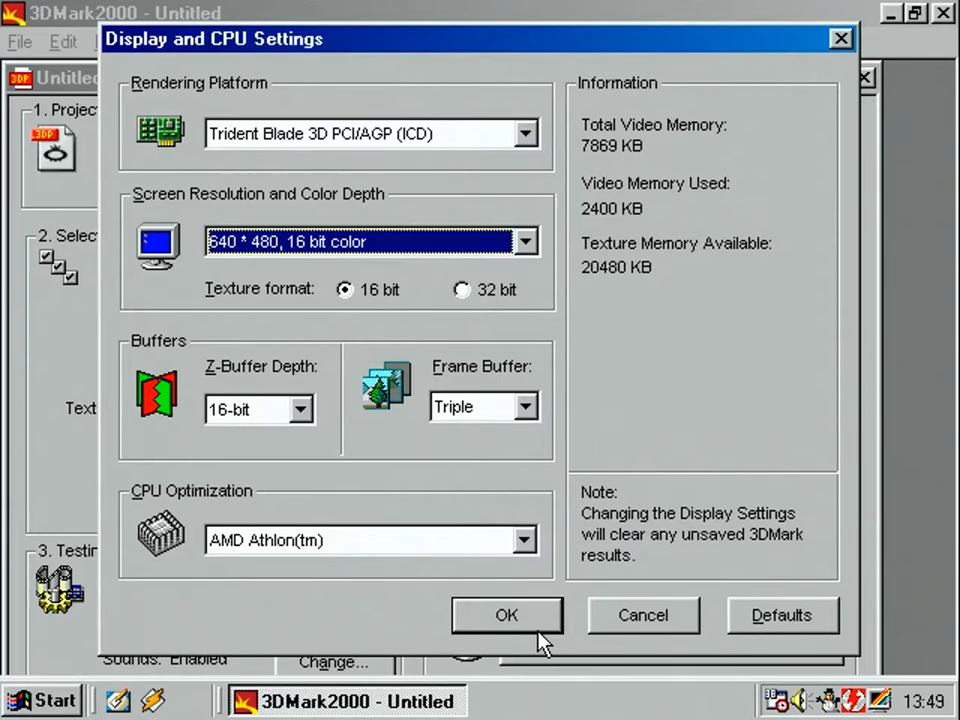 3DMark2000 - Untitled
File Edit
Display and CPU Settings
Untitled
1. Project
2. Select
Text
3. Testin
Sounds: Enabled
Change...
Rendering Platform
Trident Blade 3D PCI/AGP (ICD)
Screen Resolution and Color Depth
640 * 480, 16 bit color
Texture format: 16 bit 32 bit
Buffers
Z-Buffer Depth:
16-bit
Frame Buffer:
Triple
CPU Optimization
AMD Athlon(tm)
Information
Total Video Memory:
7869 KB
Video Memory Used:
2400 KB
Texture Memory Available:
20480 KB
Note:
Changing the Display Settings
will clear any unsaved 3DMark
results.
OK Cancel Defaults
Start 3DMark2000 - Untitled 13:49